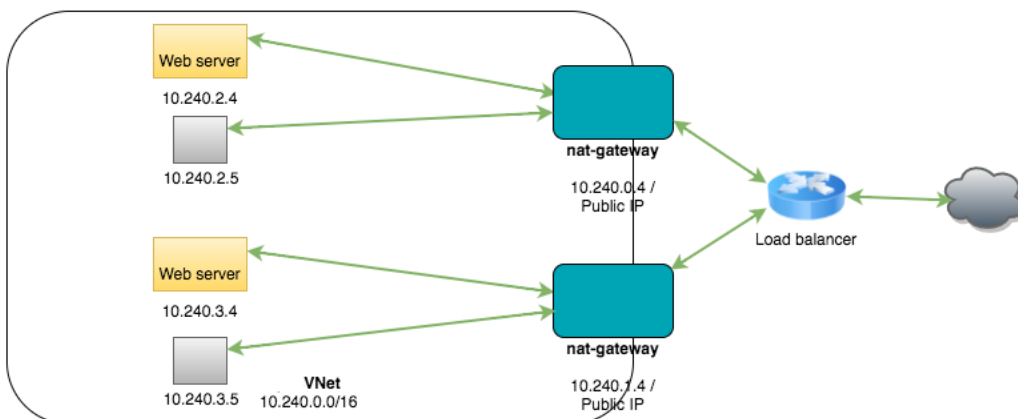 Web server
10.240.2.4
10.240.2.5
nat-gateway
10.240.0.4 /
Public IP
Load balancer
Web server
10.240.3.4
10.240.3.5
VNet
10.240.0.0/16
nat-gateway
10.240.1.4 /
Public IP